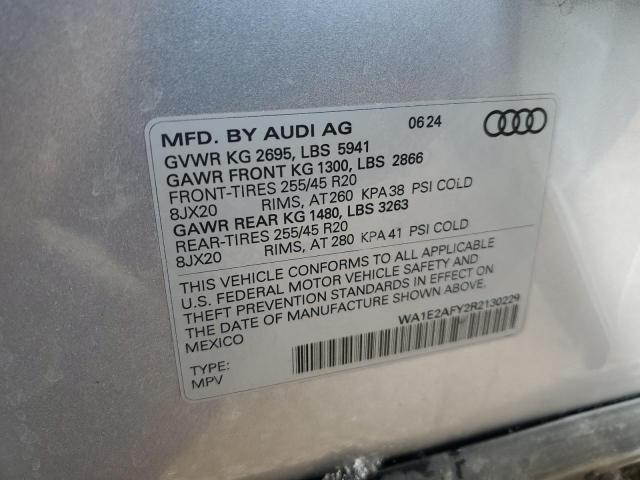 MFD. BY AUDI AG 06 24
GVWR KG 2695, LBS 5941
GAWR FRONT KG 1300, LBS 2866
FRONT-TIRES 255/45 R20
8JX20 RIMS, AT 260 KPA 38 PSI COLD
GAWR REAR KG 1480, LBS 3263
REAR-TIRES 255/45 R20
8JX20 RIMS, AT 280 KPA 41 PSI COLD
THIS VEHICLE CONFORMS TO ALL APPLICABLE
U.S. FEDERAL MOTOR VEHICLE SAFETY AND
THEFT PREVENTION STANDARDS IN EFFECT ON
THE DATE OF MANUFACTURE SHOWN ABOVE.
MEXICO WA1E2AFY2R2130229
TYPE:
MPV